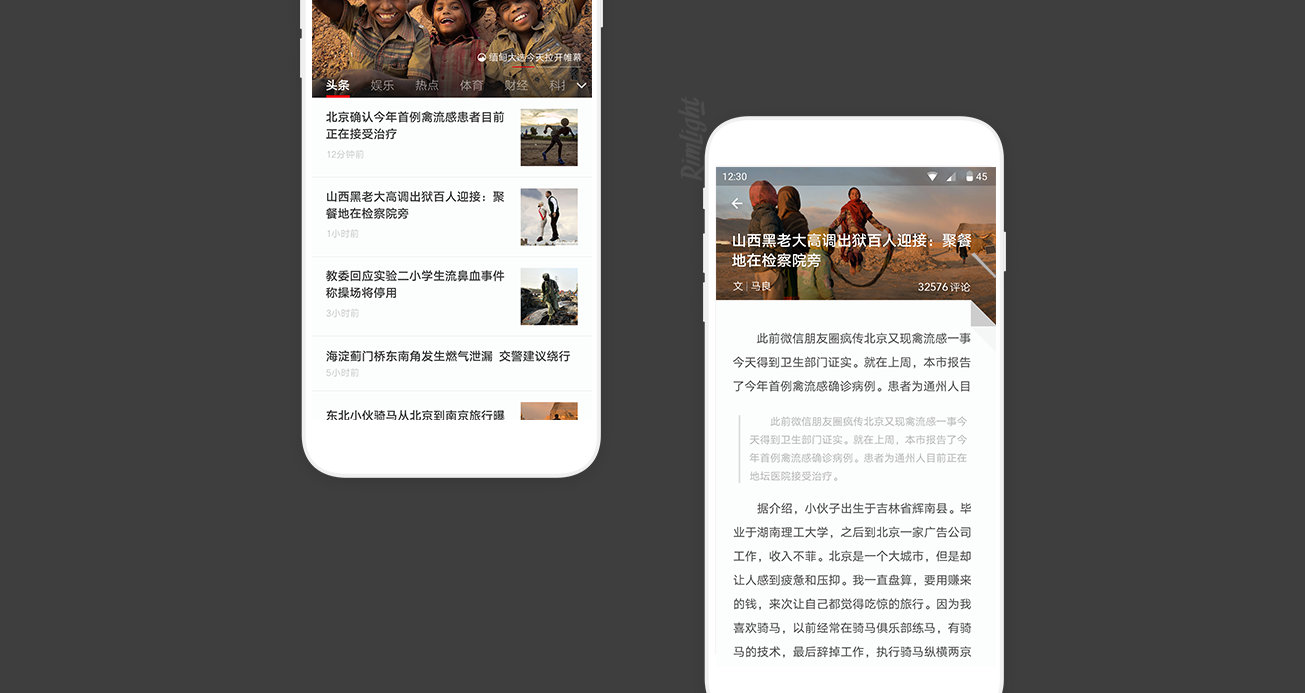 缅甸大选今天拉开帷幕
头条 娱乐 热点 体育 财经 科技
北京确认今年首例禽流感患者目前
正在接受治疗
12分钟前
山西黑老大高调出狱百人迎接：聚
餐地在检察院旁
1小时前
教委回应实验二小学生流鼻血事件
称操场将停用
3小时前
海淀蓟门桥东南角发生燃气泄漏 交警建议绕行
5小时前
东北小伙骑马从北京到南京旅行曝
Rimlight
12:30 45
山西黑老大高调出狱百人迎接：聚餐
地在检察院旁
文 | 马良 32576 评论
此前微信朋友圈疯传北京又现禽流感一事
今天得到卫生部门证实。就在上周，本市报告
了今年首例禽流感确诊病例。患者为通州人目
此前微信朋友圈疯传北京又现禽流感一事今
天得到卫生部门证实。就在上周，本市报告了今
年首例禽流感确诊病例。患者为通州人目前正在
地坛医院接受治疗。
据介绍，小伙子出生于吉林省辉南县。毕
业于湖南理工大学，之后到北京一家广告公司
工作，收入不菲。北京是一个大城市，但是却
让人感到疲惫和压抑。我一直盘算，要用赚来
的钱，来次让自己都觉得吃惊的旅行。因为我
喜欢骑马，以前经常在骑马俱乐部练马，有骑
马的技术，最后辞掉工作，执行骑马纵横两京